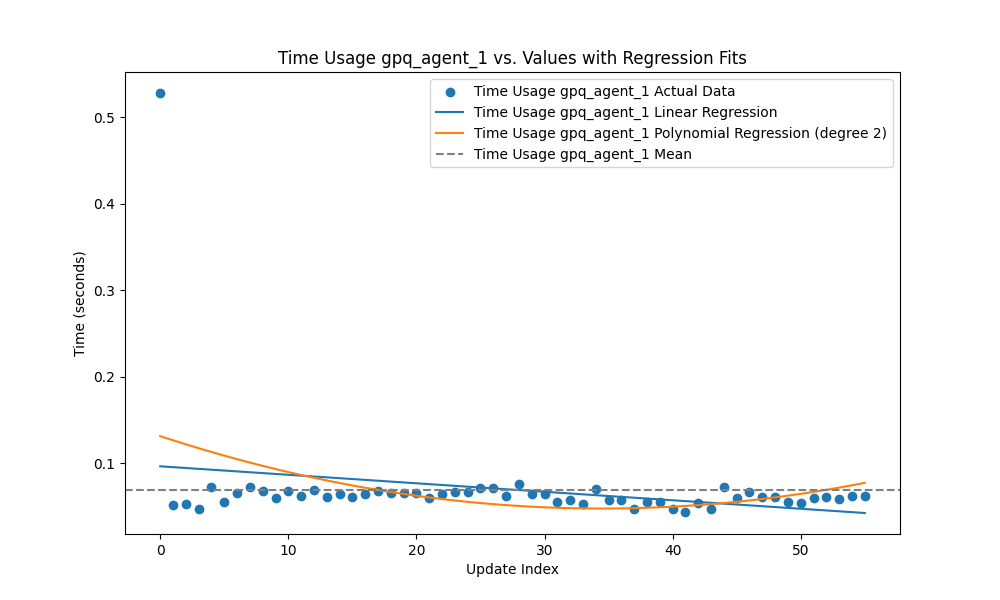 Time Usage gpq_agent_1 vs. Values with Regression Fits
Time Usage gpq_agent_1 Actual Data
Time Usage gpq_agent_1 Linear Regression
Time Usage gpq_agent_1 Polynomial Regression (degree 2)
Time Usage gpq_agent_1 Mean
Time (seconds)
0.5
0.4
0.3
0.2
0.1
0 10 20 30 40 50
Update Index